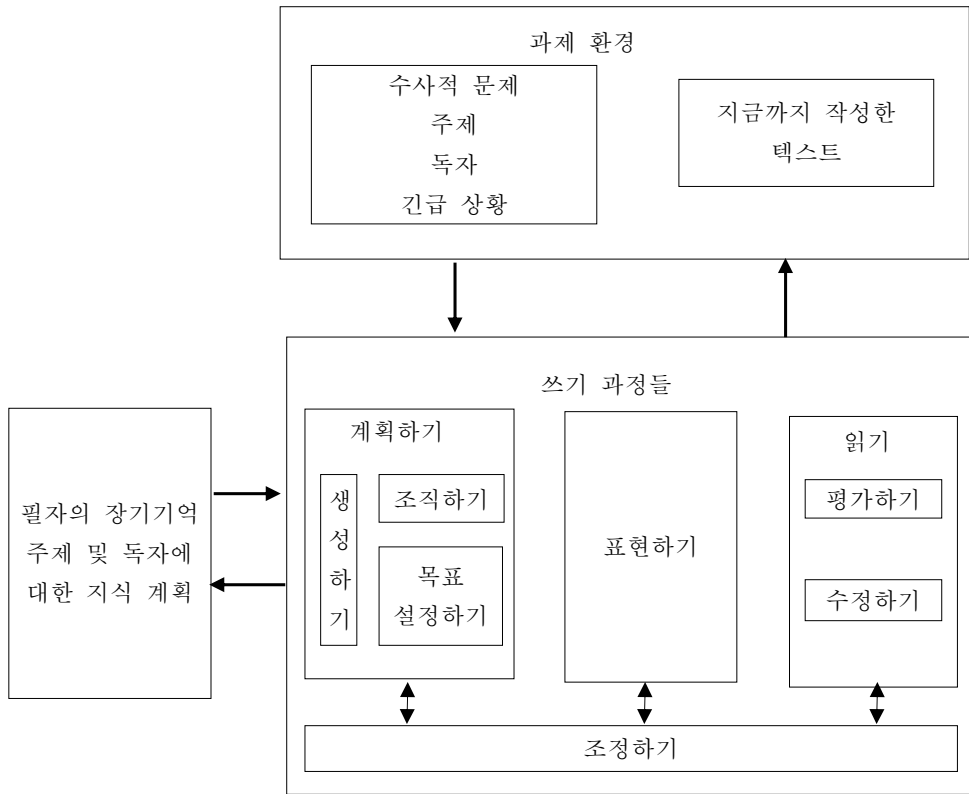 과제 환경
수사적 문제
주제
독자
긴급 상황
지금까지 작성한
텍스트
쓰기 과정들
필자의 장기기억
주제 및 독자에
대한 지식 계획
계획하기
생
성
하
기
조직하기
목표
설정하기
표현하기
읽기
평가하기
수정하기
조정하기